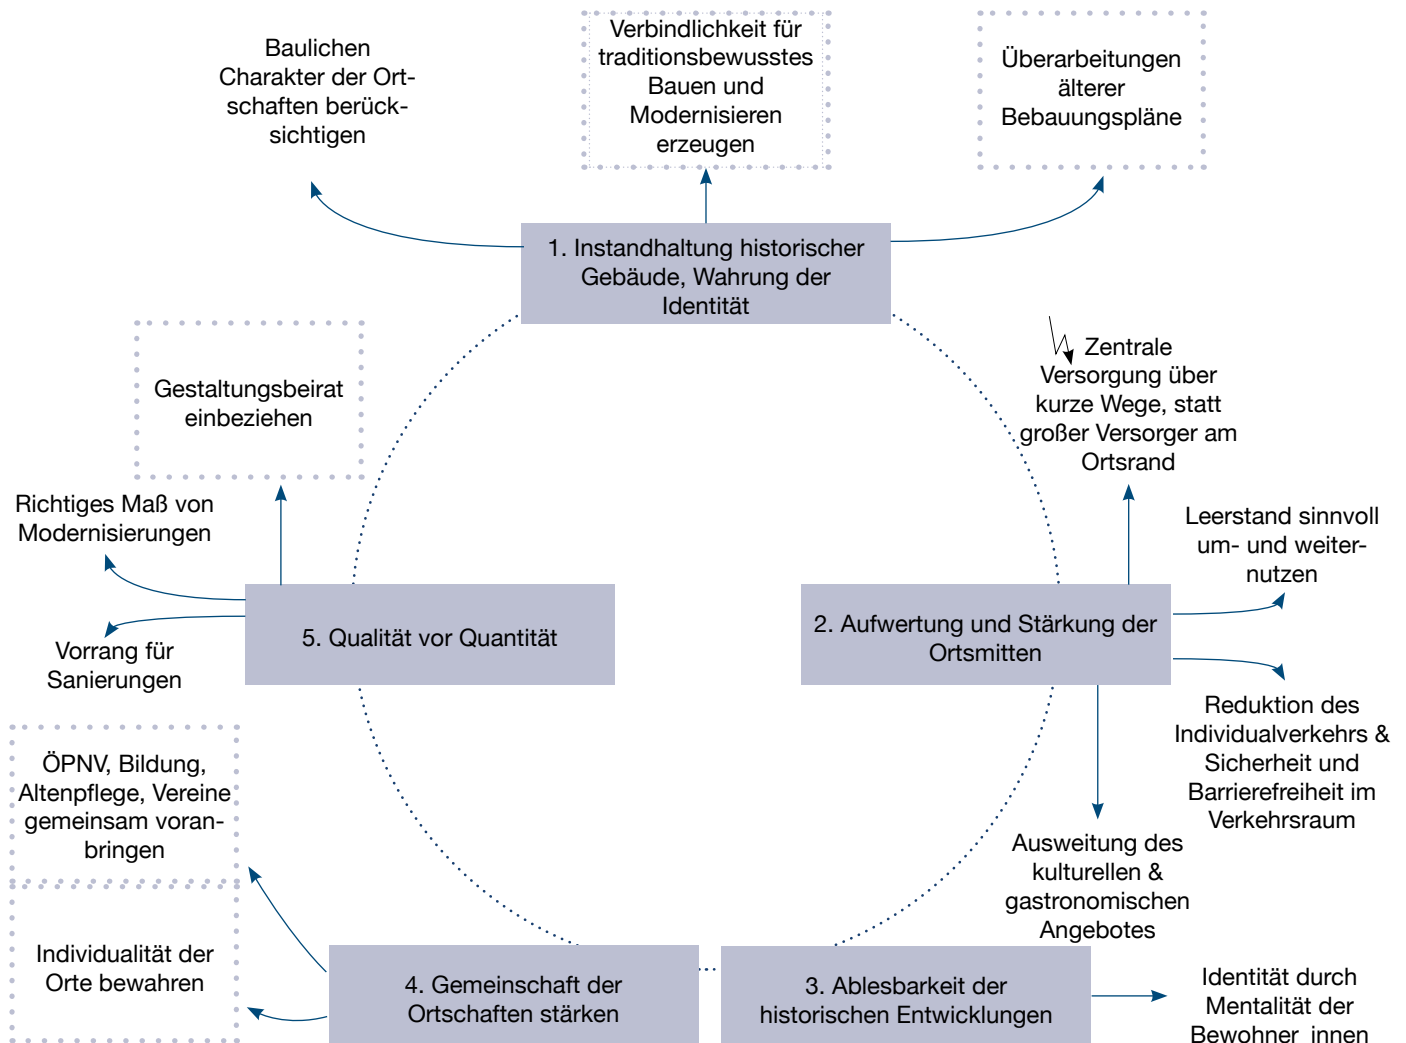 Baulichen
Charakter der Ort-
schaften berück-
sichtigen
Verbindlichkeit für
traditionsbewusstes
Bauen und
Modernisieren
erzeugen
Überarbeitungen
älterer
Bebauungspläne
1. Instandhaltung historischer
Gebäude, Wahrung der
Identität
Gestaltungsbeirat
einbeziehen
Zentrale
Versorgung über
kurze Wege, statt
großer Versorger am
Ortsrand
Richtiges Maß von
Modernisierungen
Leerstand sinnvoll
um- und weiter-
nutzen
5. Qualität vor Quantität
2. Aufwertung und Stärkung der
Ortsmitten
Vorrang für
Sanierungen
Reduktion des
Individualverkehrs &
Sicherheit und
Barrierefreiheit im
Verkehrsraum
ÖPNV, Bildung,
Altenpflege, Vereine
gemeinsam voran-
bringen
Ausweitung des
kulturellen &
gastronomischen
Angebotes
Individualität der
Orte bewahren
4. Gemeinschaft der
Ortschaften stärken
3. Ablesbarkeit der
historischen Entwicklungen
Identität durch
Mentalität der
Bewohner_innen